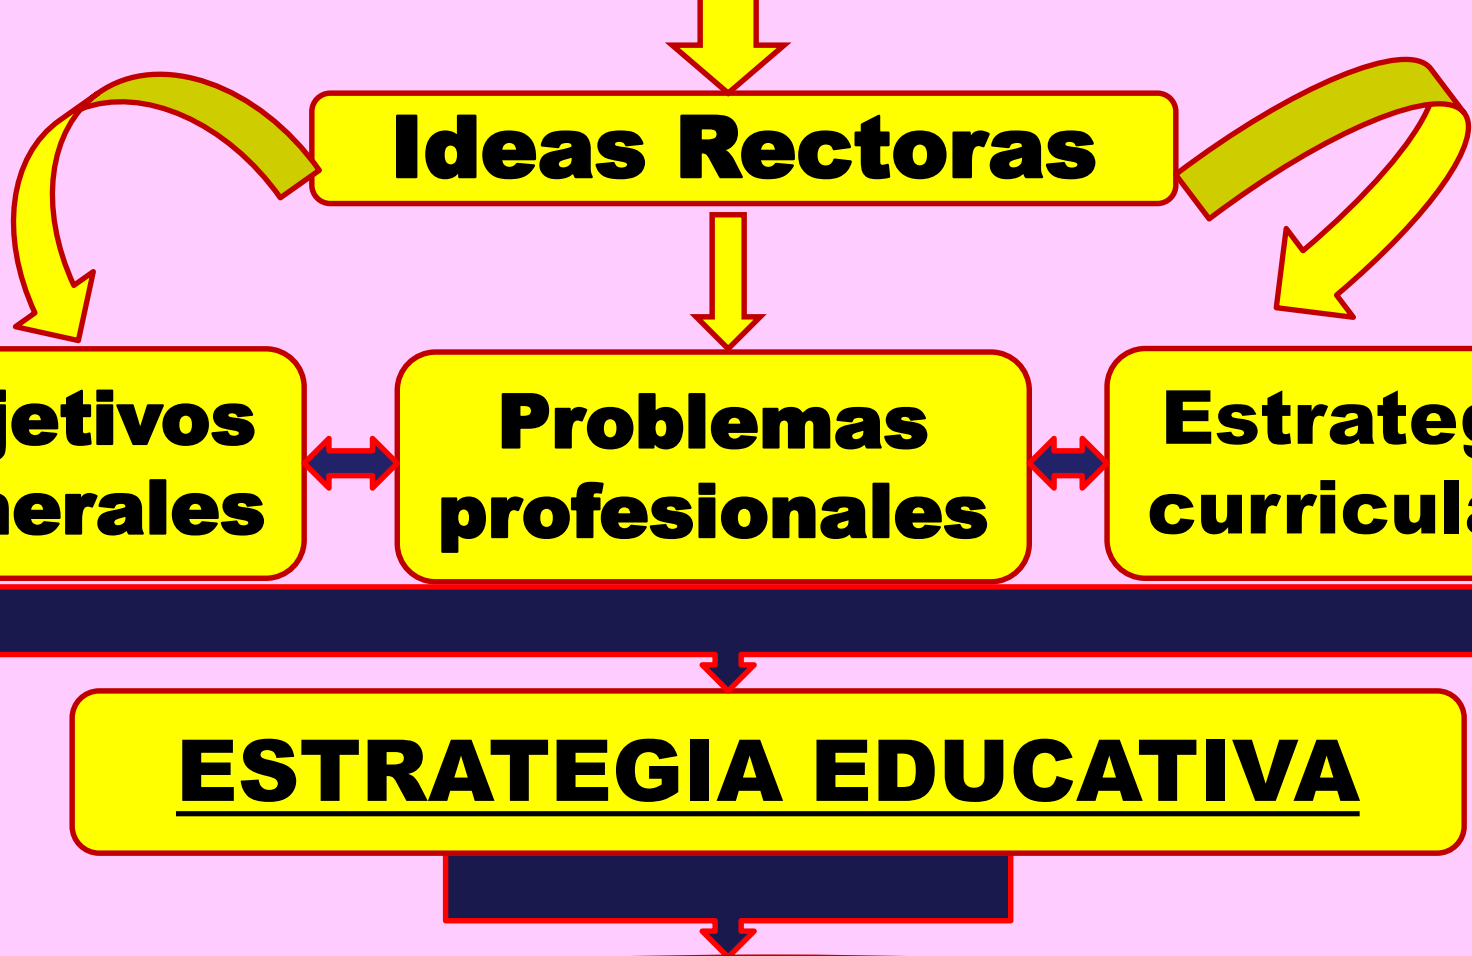 Ideas Rectoras
jetivos
nerales
Problemas
profesionales
Estrateg
curricula
ESTRATEGIA EDUCATIVA